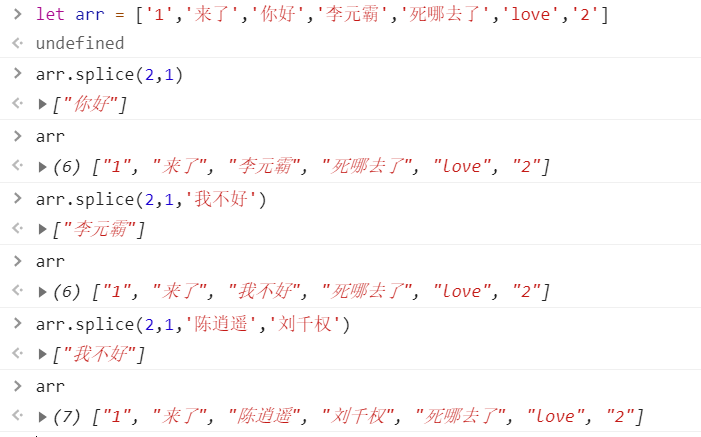 > let arr = ['1','来了','你好','李元霸','死哪去了','love','2']
< undefined
> arr.splice(2,1)
< ▶ ["你好"]
> arr
< ▶ (6) ["1", "来了", "李元霸", "死哪去了", "love", "2"]
> arr.splice(2,1,'我不好')
< ▶ ["李元霸"]
> arr
< ▶ (6) ["1", "来了", "我不好", "死哪去了", "love", "2"]
> arr.splice(2,1,'陈逍遥','刘千权')
< ▶ ["我不好"]
> arr
< ▶ (7) ["1", "来了", "陈逍遥", "刘千权", "死哪去了", "love", "2"]